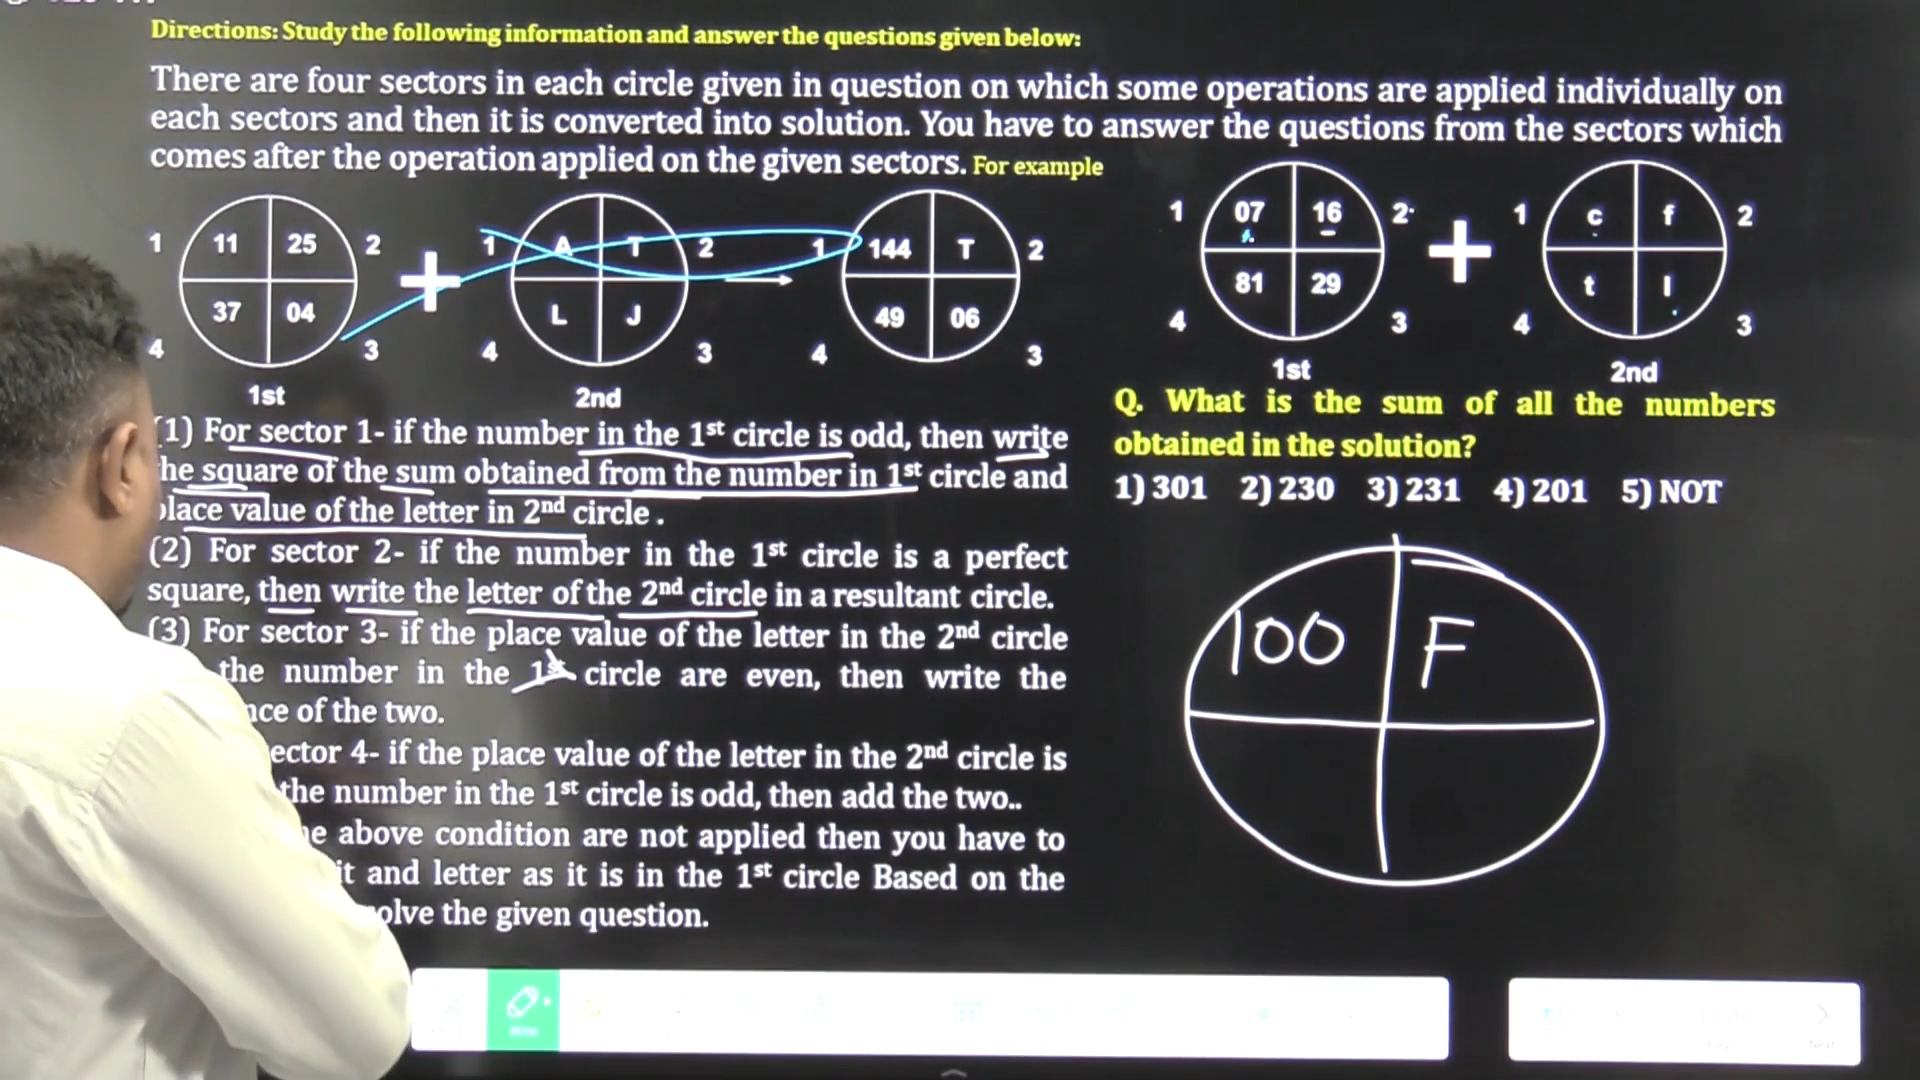 Directions: Study the following information and answer the questions given below:
There are four sectors in each circle given in question on which some operations are applied individually on
each sectors and then it is converted into solution. You have to answer the questions from the sectors which
comes after the operation applied on the given sectors. For example
1 11 25 2
37 04
4 3
1st
+
1 A T 2
L J
4 3
2nd
1 144 T 2
49 06
4 3
1 07 16 2
81 29
4 3
1st
+
1 c f 2
t l
4 3
2nd
1) For sector 1- if the number in the 1st circle is odd, then write
he square of the sum obtained from the number in 1st circle and
place value of the letter in 2nd circle .
(2) For sector 2- if the number in the 1st circle is a perfect
square, then write the letter of the 2nd circle in a resultant circle.
(3) For sector 3- if the place value of the letter in the 2nd circle
the number in the 1st circle are even, then write the
nce of the two.
ector 4- if the place value of the letter in the 2nd circle is
the number in the 1st circle is odd, then add the two..
e above condition are not applied then you have to
it and letter as it is in the 1st circle Based on the
olve the given question.
Q. What is the sum of all the numbers
obtained in the solution?
1) 301 2) 230 3) 231 4) 201 5) NOT
100 F